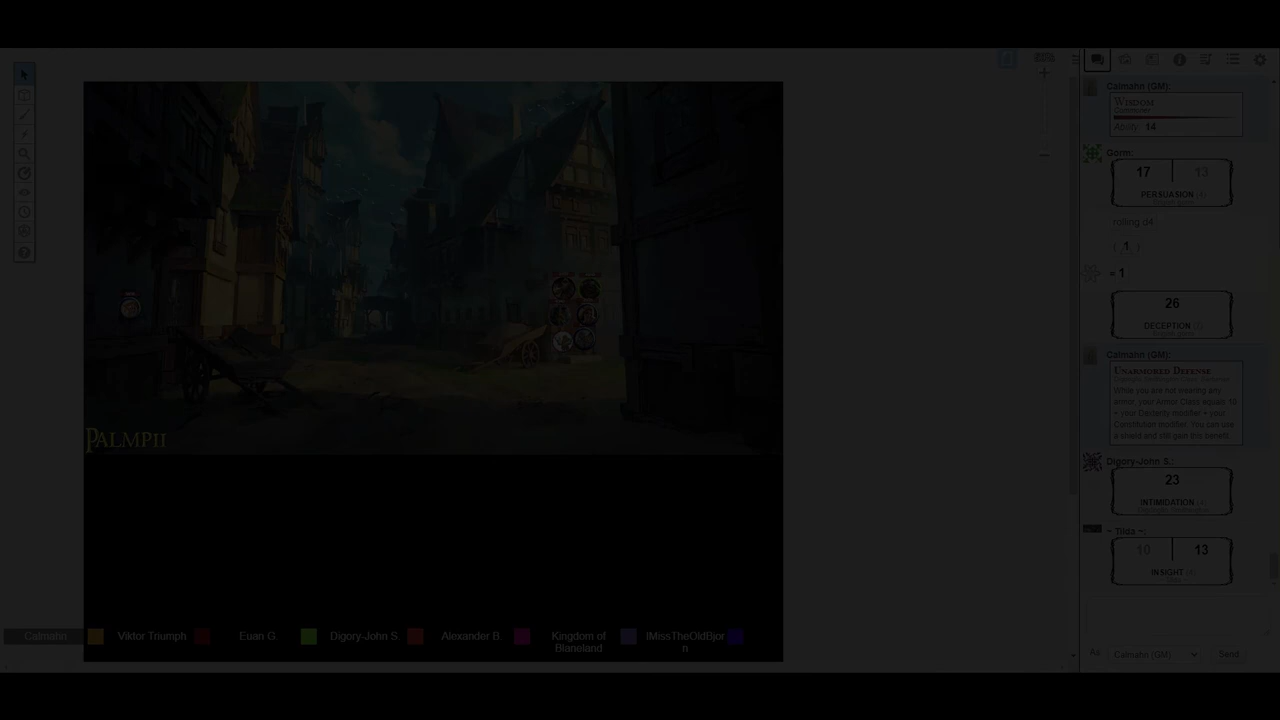 Calmahn (GM):
WISDOM
Commoner
Ability: 14
Gorm:
17 | 13
PERSUASION (4)
rolling d4
( 1 )
= 1
26
DECEPTION
Calmahn (GM):
UNARMORED DEFENSE
While you are not wearing any
armor, your Armor Class equals 10
+ your Dexterity modifier + your
Constitution modifier. You can use
a shield and still gain this benefit.
Digory-John S.:
23
INTIMIDATION
~ Tilda ~:
10 | 13
INSIGHT
PALMPII
Calmahn
Viktor Triumph
Euan G.
Digory-John S.
Alexander B.
Kingdom of
Blaneland
IMissTheOldBjor
n
As:
Calmahn (GM)
Send